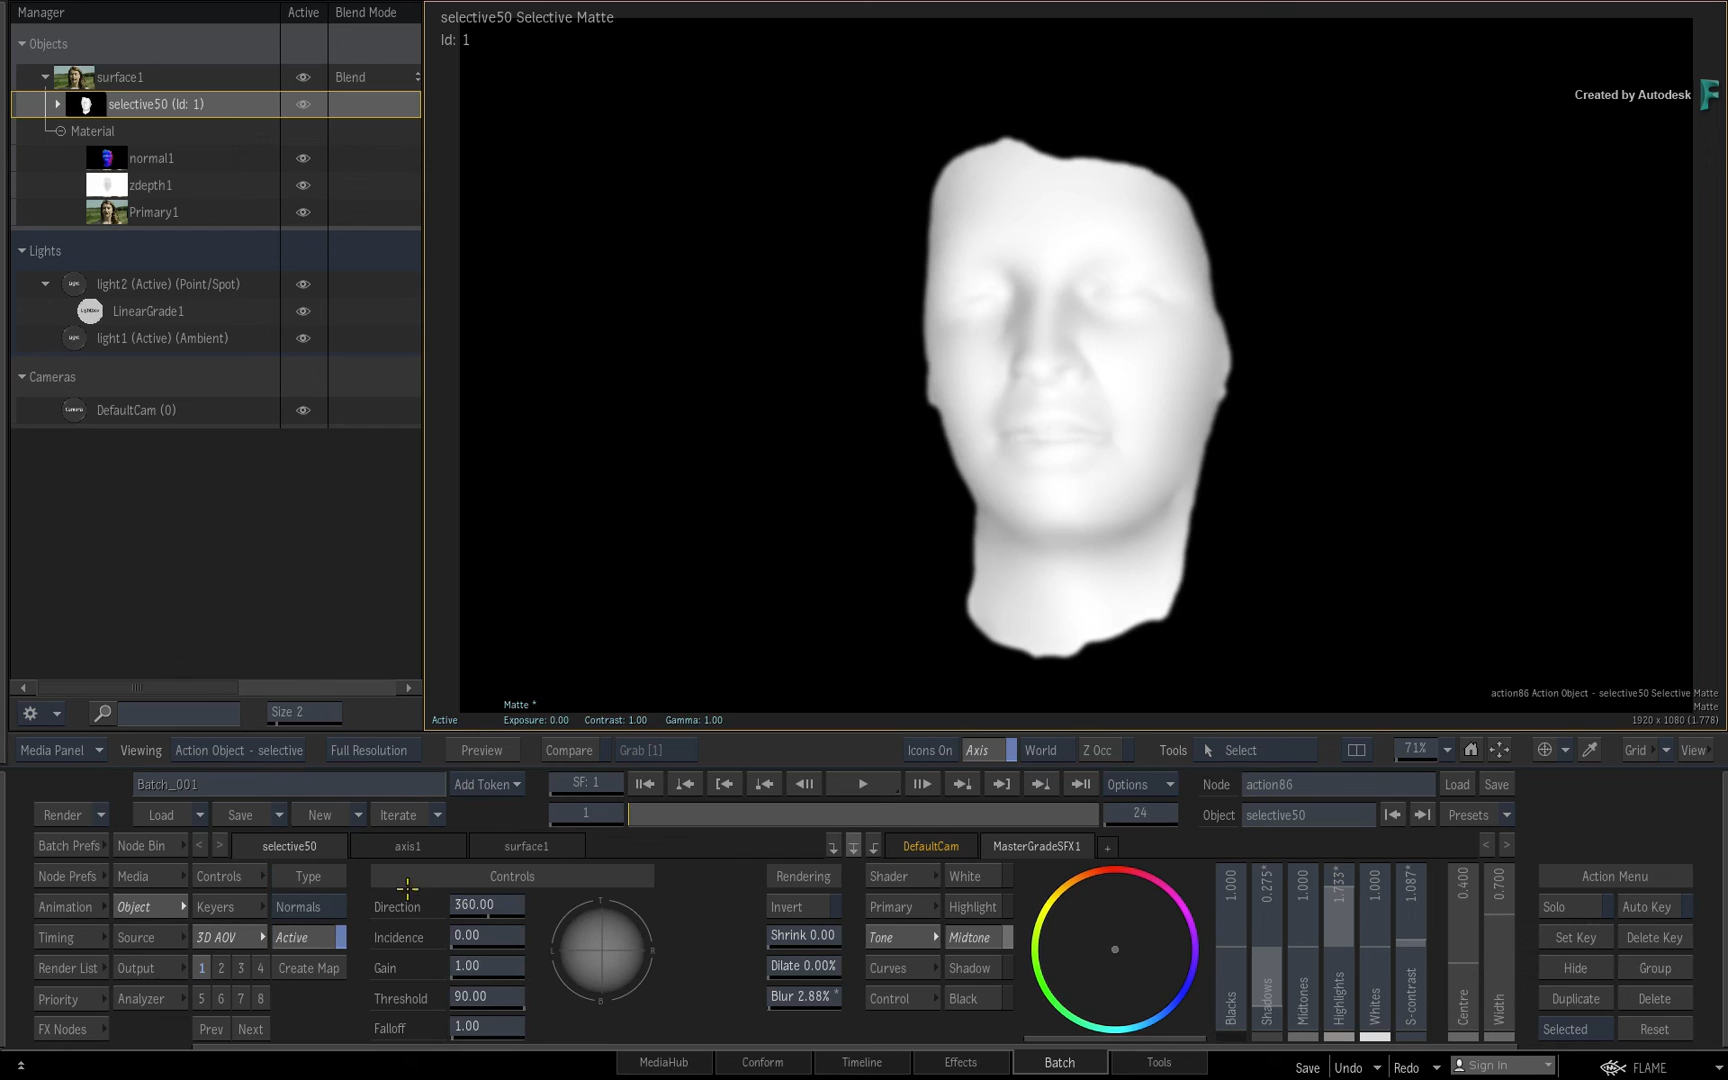 Manager Active Blend Mode
Objects
surface1 Blend
selective50 (Id: 1)
Material
normal1
zdepth1
Primary1
Lights
light2 (Active) (Point/Spot)
LinearGrade1
light1 (Active) (Ambient)
Cameras
DefaultCam (0)
Size 2
selective50 Selective Matte
Id: 1
Created by Autodesk
Matte *
Active Exposure: 0.00 Contrast: 1.00 Gamma: 1.00
action86 Action Object - selective50 Selective Matte
Matte
1920 x 1080 (1.778)
Media Panel Viewing Action Object - selective Full Resolution Preview Compare Grab [1] Icons On Axis World Z Occ Tools Select 71% Grid View
Batch_001 Add Token SF: 1 Options Node action86 Load Save
Render Load Save New Iterate 1 24 Object selective50 Presets
Batch Prefs Node Bin < > selective50 axis1 surface1 DefaultCam MasterGradeSFX1 + < >
Node Prefs Media Controls Type Controls Rendering Shader White Action Menu
Animation Object Keyers Normals Direction 360.00 T Invert Primary Highlight Solo Auto Key
Timing Source 3D AOV Active Incidence 0.00 L R Shrink 0.00 Tone Midtone Set Key Delete Key
Render List Output 1 2 3 4 Create Map Gain 1.00 Dilate 0.00% Curves Shadow Hide Group
Priority Analyzer 5 6 7 8 Threshold 90.00 B Blur 2.88% * Control Black Duplicate Delete
FX Nodes Prev Next Falloff 1.00 Selected Reset
Blacks 1.000
Shadows 0.275*
Midtones 1.000
Highlights 1.733*
Whites 1.000
S-contrast 1.087*
Centre 0.400
Width 0.700
MediaHub Conform Timeline Effects Batch Tools Save Undo Redo Sign In FLAME